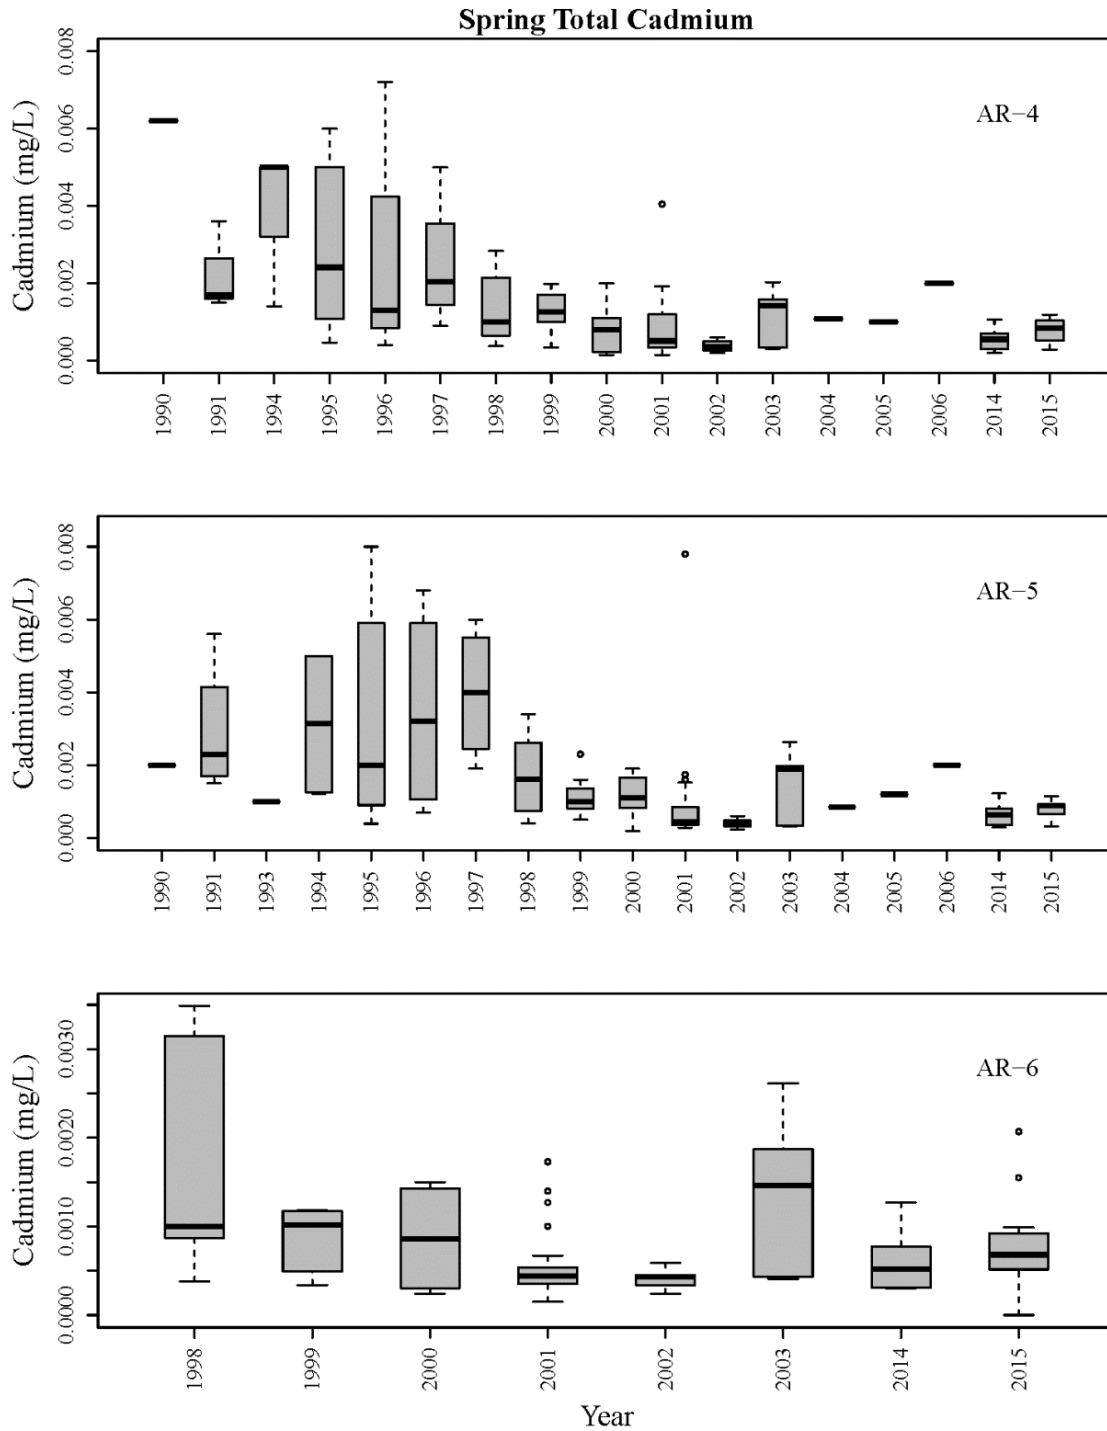 Spring Total Cadmium
Cadmium (mg/L)
0.008
0.006
0.004
0.002
0.000
AR−4
1990 1991 1994 1995 1996 1997 1998 1999 2000 2001 2002 2003 2004 2005 2006 2014 2015
Cadmium (mg/L)
0.008
0.006
0.004
0.002
0.000
AR−5
1990 1991 1993 1994 1995 1996 1997 1998 1999 2000 2001 2002 2003 2004 2005 2006 2014 2015
Cadmium (mg/L)
0.0030
0.0020
0.0010
0.0000
AR−6
1998 1999 2000 2001 2002 2003 2014 2015
Year